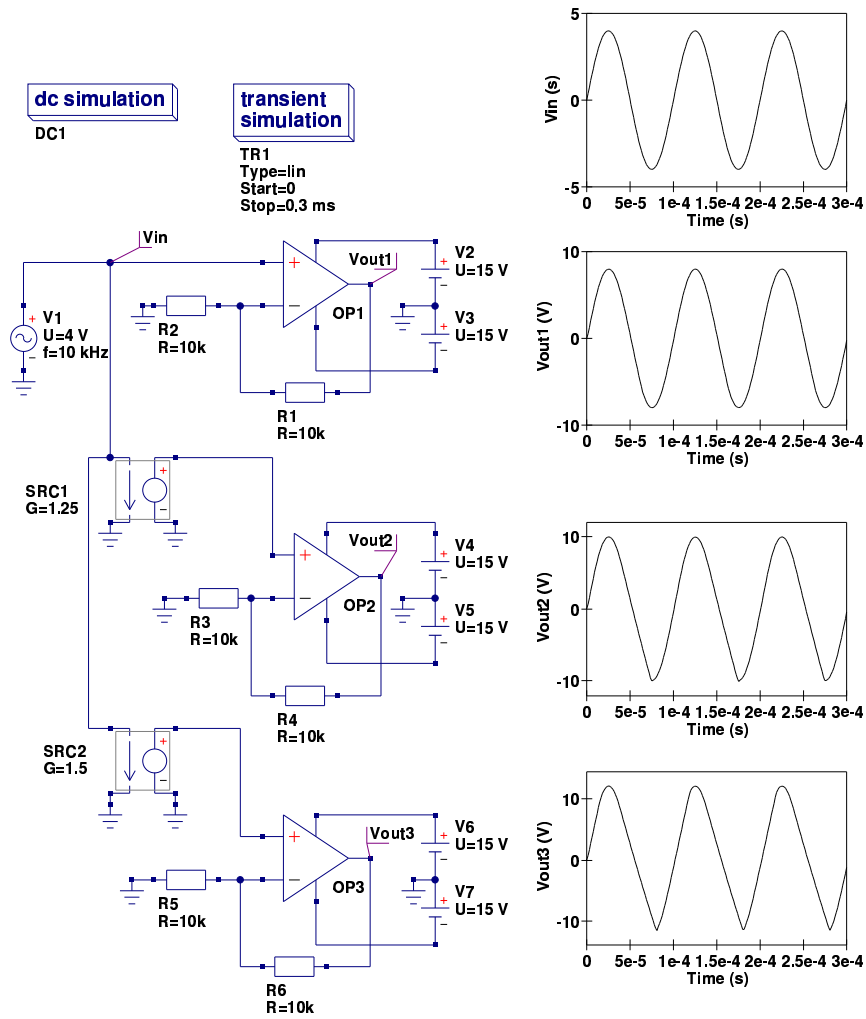 dc simulation
DC1
transient
simulation
TR1
Type=lin
Start=0
Stop=0,3 ms
Vin
V1
U=4 V
f=10 kHz
+
−
R2
R=10k
+
−
OP1
Vout1
R1
R=10k
V2
U=15 V
+
−
V3
U=15 V
+
−
SRC1
G=1.25
+
−
R3
R=10k
+
−
OP2
Vout2
R4
R=10k
V4
U=15 V
+
−
V5
U=15 V
+
−
SRC2
G=1.5
+
−
R5
R=10k
+
−
OP3
Vout3
R6
R=10k
V6
U=15 V
+
−
V7
U=15 V
+
−
Vin (s)
5
0
-5
0 5e-5 1e-4 1.5e-4 2e-4 2.5e-4 3e-4
Time (s)
Vout1 (V)
10
0
-10
0 5e-5 1e-4 1.5e-4 2e-4 2.5e-4 3e-4
Time (s)
Vout2 (V)
10
0
-10
0 5e-5 1e-4 1.5e-4 2e-4 2.5e-4 3e-4
Time (s)
Vout3 (V)
10
0
-10
0 5e-5 1e-4 1.5e-4 2e-4 2.5e-4 3e-4
Time (s)